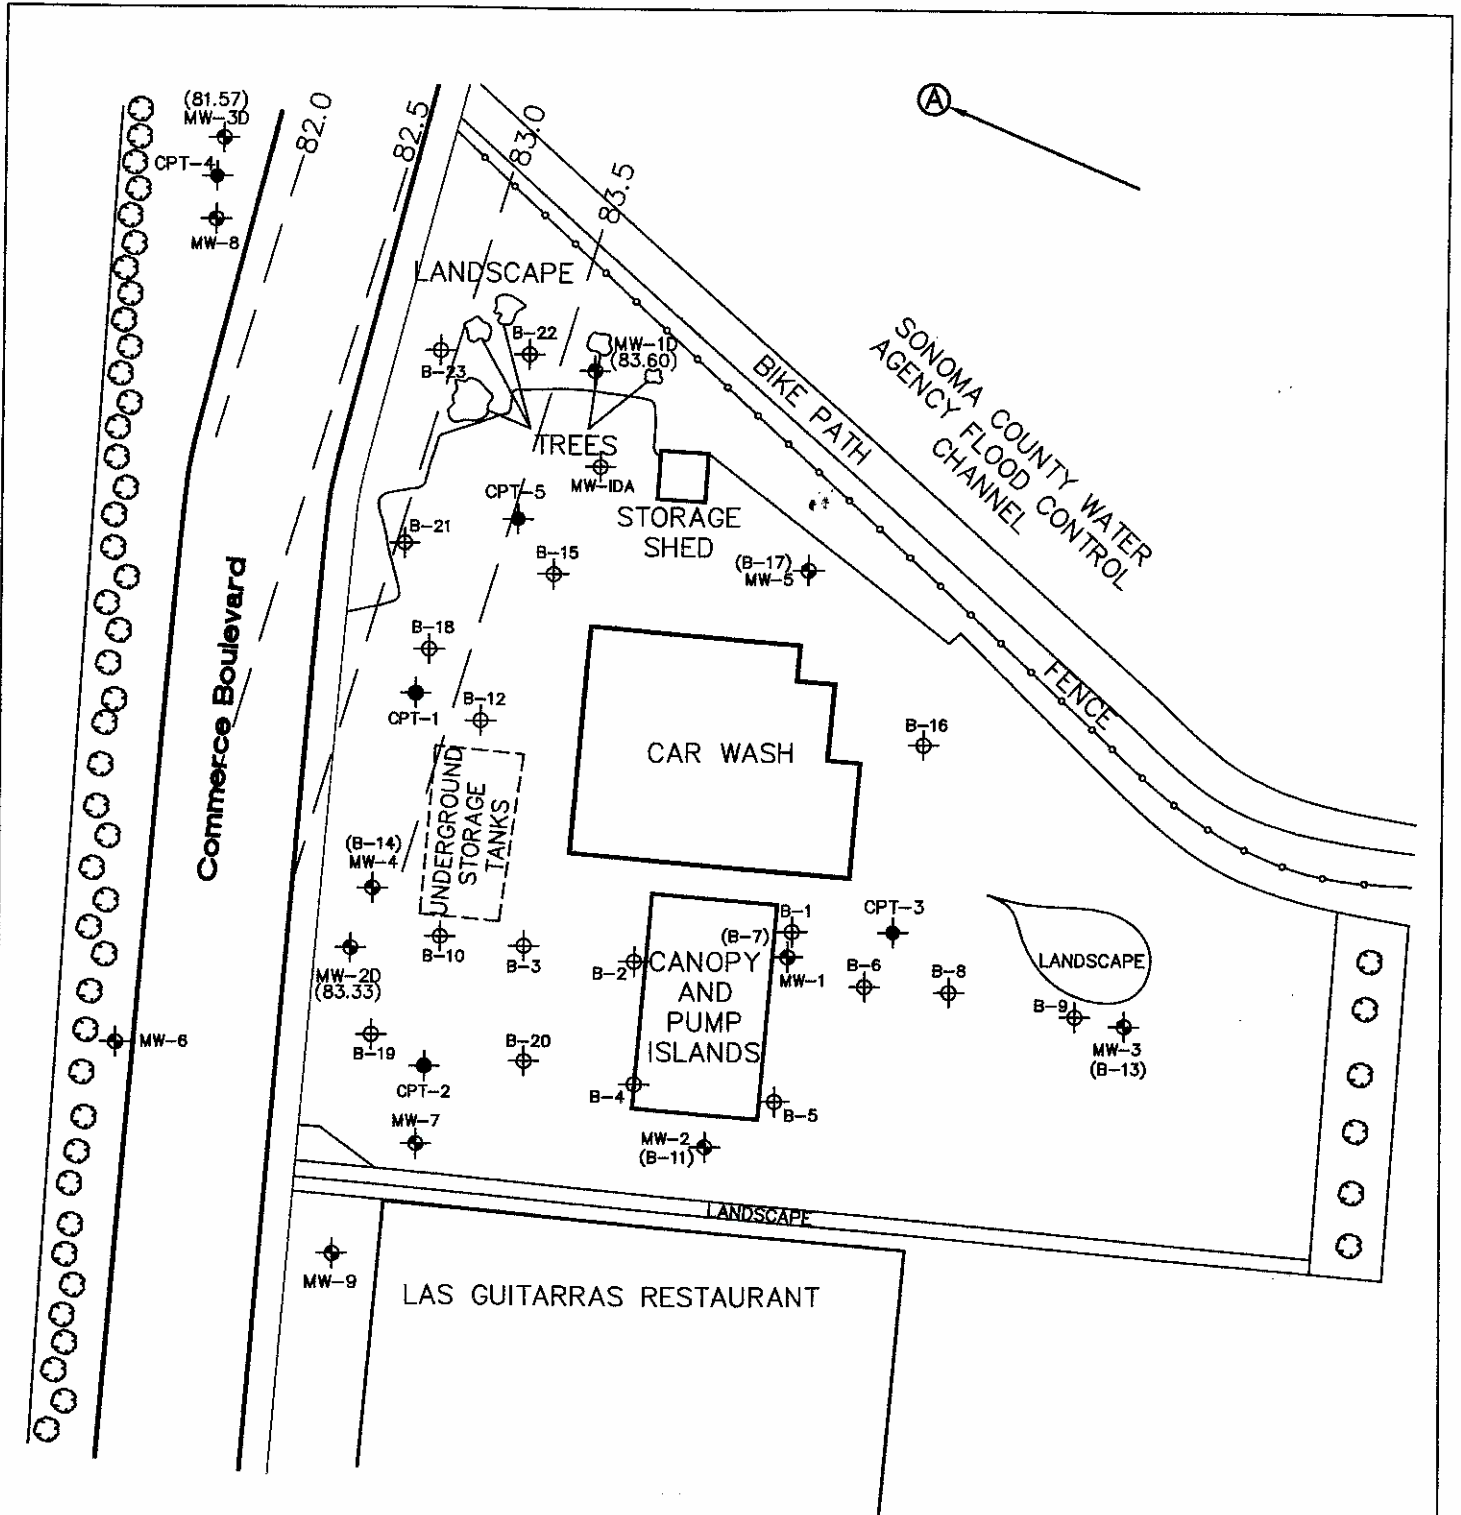 (81.57)
MW-3D
CPT-4
MW-8
82.0
82.5
83.0
83.5
A
LANDSCAPE
B-22
B-23
MW-1D
(83.60)
TREES
MW-1DA
CPT-5
STORAGE
SHED
B-21
B-15
(B-17)
MW-5
BIKE PATH
SONOMA COUNTY WATER
AGENCY FLOOD CONTROL
CHANNEL
FENCE
Commerce Boulevard
B-18
CPT-1
B-12
CAR WASH
B-16
UNDERGROUND
STORAGE
TANKS
(B-14)
MW-4
B-10
B-3
MW-2D
(83.33)
B-2
CANOPY
AND
PUMP
ISLANDS
B-1
(B-7)
MW-1
CPT-3
B-6
B-8
LANDSCAPE
B-9
MW-3
(B-13)
MW-6
B-19
B-20
CPT-2
B-4
B-5
MW-7
MW-2
(B-11)
LANDSCAPE
MW-9
LAS GUITARRAS RESTAURANT